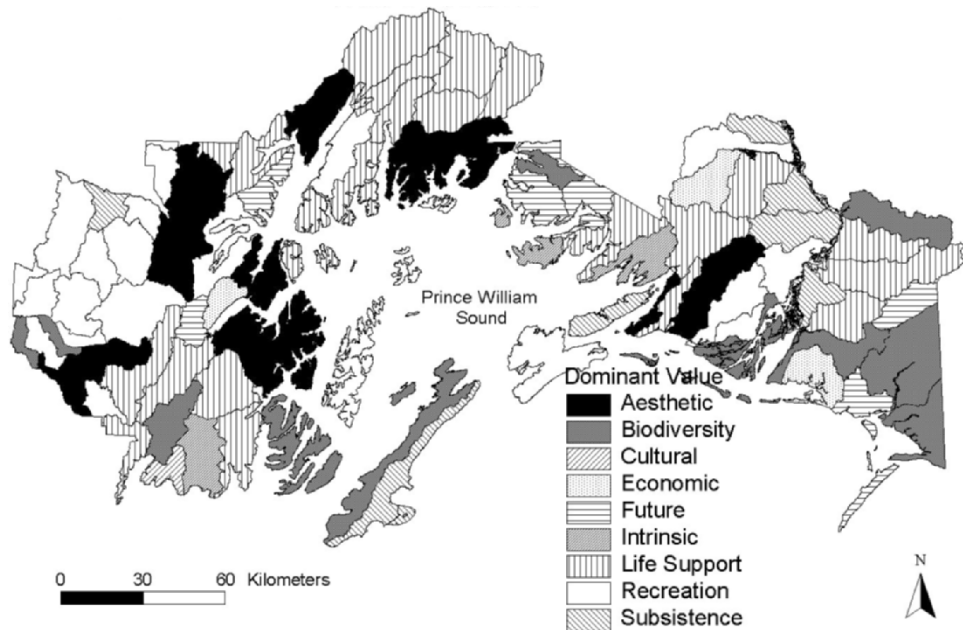 Prince William
Sound
Dominant Value
Aesthetic
Biodiversity
Cultural
Economic
Future
Intrinsic
Life Support
Recreation
Subsistence
0 30 60 Kilometers
N